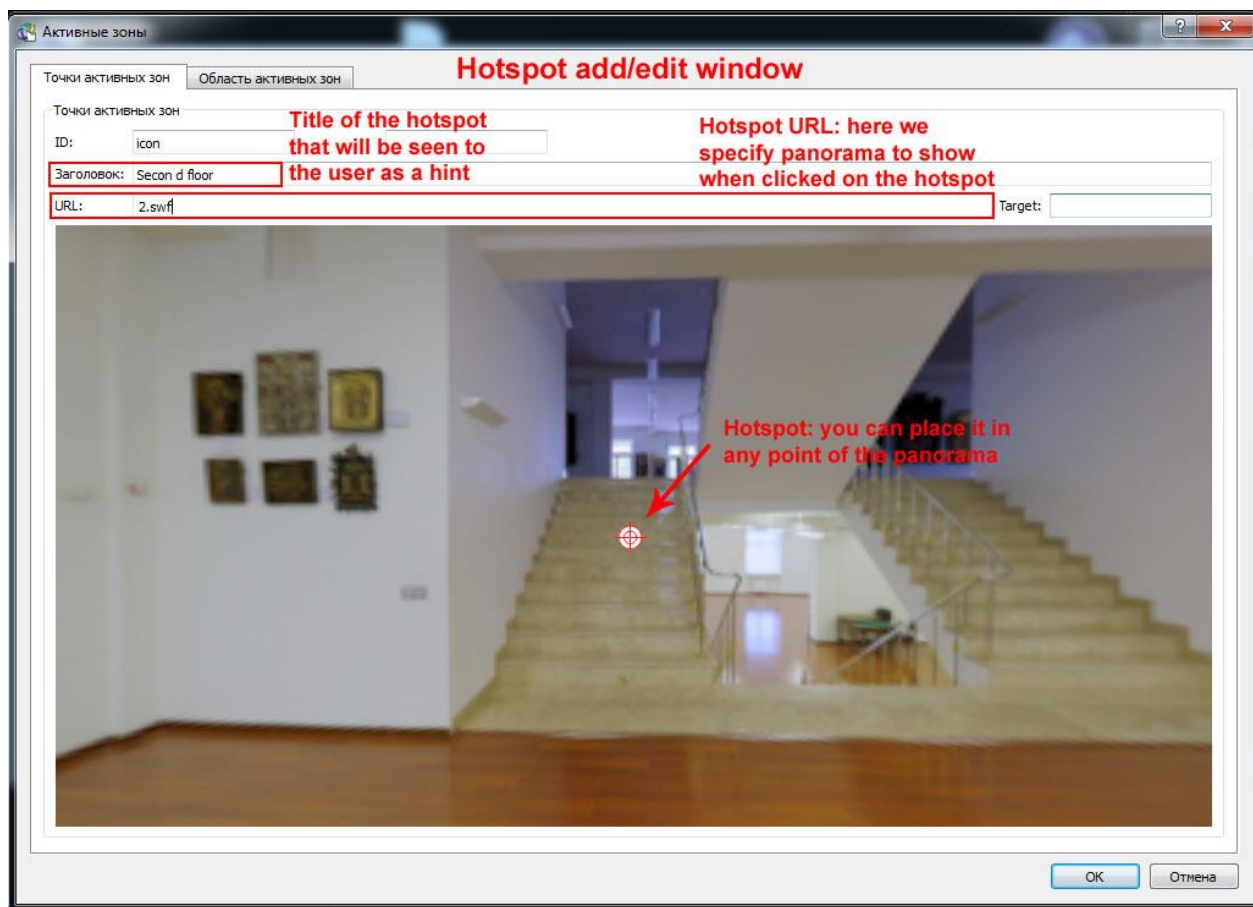 Активные зоны
? X
Точки активных зон
Область активных зон
Hotspot add/edit window
Точки активных зон
ID:
icon
Title of the hotspot
that will be seen to
the user as a hint
Hotspot URL: here we
specify panorama to show
when clicked on the hotspot
Заголовок:
Secon d floor
URL:
2.swf
Target:
Hotspot: you can place it in
any point of the panorama
OK
Отмена